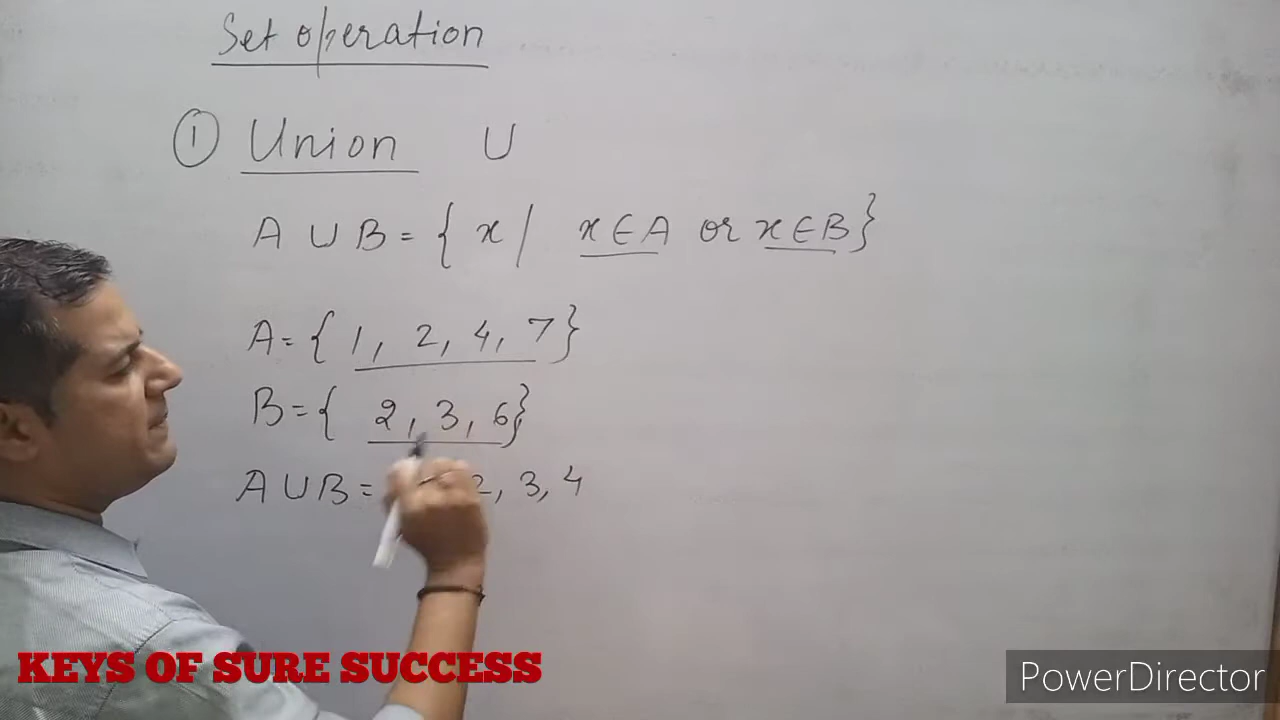 Set operation
① Union ∪
A ∪ B = { x | x ∈ A or x ∈ B }
A = { 1, 2, 4, 7 }
B = { 2, 3, 6 }
A ∪ B = 2, 3, 4
KEYS OF SURE SUCCESS
PowerDirector